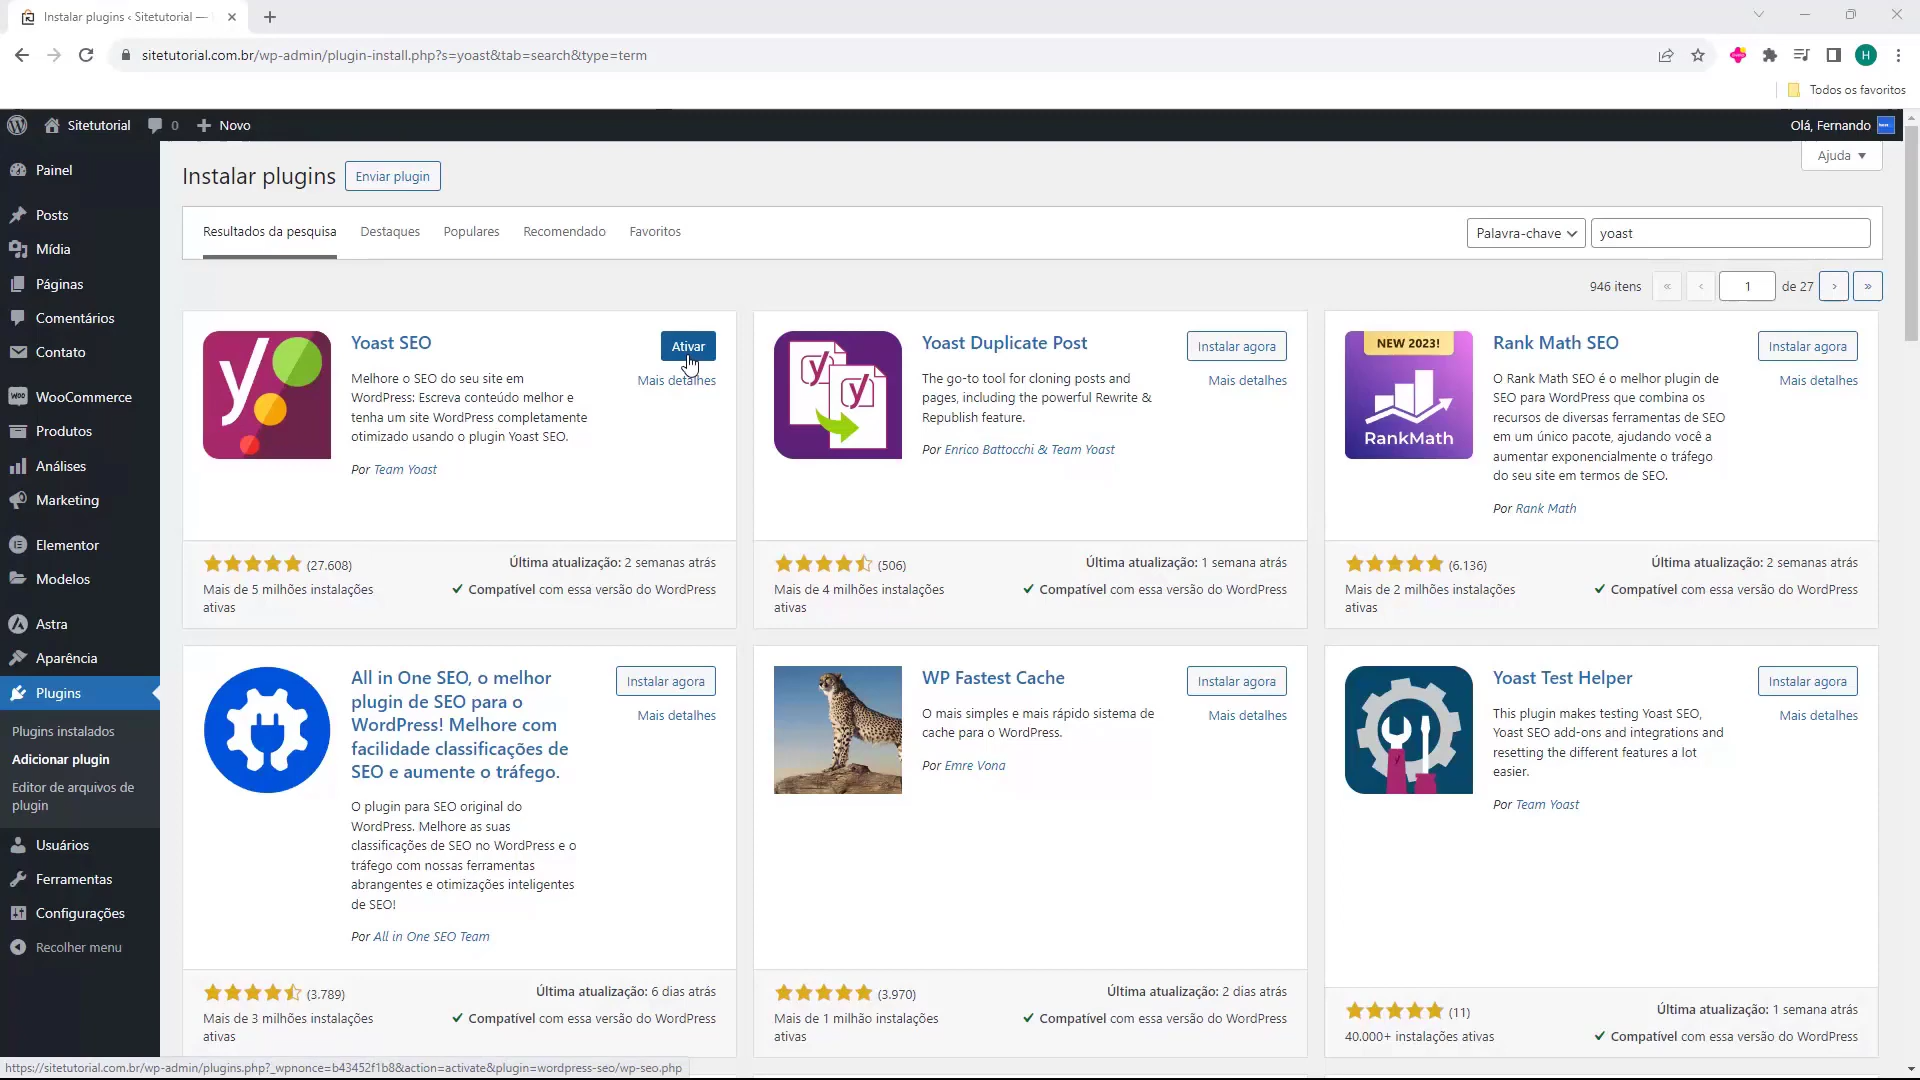 Instalar plugins ‹ Sitetutorial —
sitetutorial.com.br/wp-admin/plugin-install.php?s=yoast&tab=search&type=term
H
Todos os favoritos
Sitetutorial
0
Novo
Olá, Fernando
Ajuda
Painel
Posts
Mídia
Páginas
Comentários
Contato
WooCommerce
Produtos
Análises
Marketing
Elementor
Modelos
Astra
Aparência
Plugins
Plugins instalados
Adicionar plugin
Editor de arquivos de
plugin
Usuários
Ferramentas
Configurações
Recolher menu
Instalar plugins
Enviar plugin
Resultados da pesquisa
Destaques
Populares
Recomendado
Favoritos
Palavra-chave
yoast
946 itens
«
‹
1
de 27
›
»
Yoast SEO
Ativar
Mais detalhes
Melhore o SEO do seu site em
WordPress: Escreva conteúdo melhor e
tenha um site WordPress completamente
otimizado usando o plugin Yoast SEO.
Por Team Yoast
(27.608)
Mais de 5 milhões instalações
ativas
Última atualização: 2 semanas atrás
Compatível com essa versão do WordPress
Yoast Duplicate Post
Instalar agora
Mais detalhes
The go-to tool for cloning posts and
pages, including the powerful Rewrite &
Republish feature.
Por Enrico Battocchi & Team Yoast
(506)
Mais de 4 milhões instalações
ativas
Última atualização: 1 semana atrás
Compatível com essa versão do WordPress
NEW 2023!
RankMath
Rank Math SEO
Instalar agora
Mais detalhes
O Rank Math SEO é o melhor plugin de
SEO para WordPress que combina os
recursos de diversas ferramentas de SEO
em um único pacote, ajudando você a
aumentar exponencialmente o tráfego
do seu site em termos de SEO.
Por Rank Math
(6.136)
Mais de 2 milhões instalações
ativas
Última atualização: 2 semanas atrás
Compatível com essa versão do WordPress
All in One SEO, o melhor
plugin de SEO para o
WordPress! Melhore com
facilidade classificações de
SEO e aumente o tráfego.
Instalar agora
Mais detalhes
O plugin para SEO original do
WordPress. Melhore as suas
classificações de SEO no WordPress e o
tráfego com nossas ferramentas
abrangentes e otimizações inteligentes
de SEO!
Por All in One SEO Team
(3.789)
Mais de 3 milhões instalações
ativas
Última atualização: 6 dias atrás
Compatível com essa versão do WordPress
WP Fastest Cache
Instalar agora
Mais detalhes
O mais simples e mais rápido sistema de
cache para o WordPress.
Por Emre Vona
(3.970)
Mais de 1 milhão instalações
ativas
Última atualização: 2 dias atrás
Compatível com essa versão do WordPress
Yoast Test Helper
Instalar agora
Mais detalhes
This plugin makes testing Yoast SEO,
Yoast SEO add-ons and integrations and
resetting the different features a lot
easier.
Por Team Yoast
(11)
40.000+ instalações ativas
Última atualização: 1 semana atrás
Compatível com essa versão do WordPress
https://sitetutorial.com.br/wp-admin/plugins.php?_wpnonce=b43452f1b8&action=activate&plugin=wordpress-seo/wp-seo.php